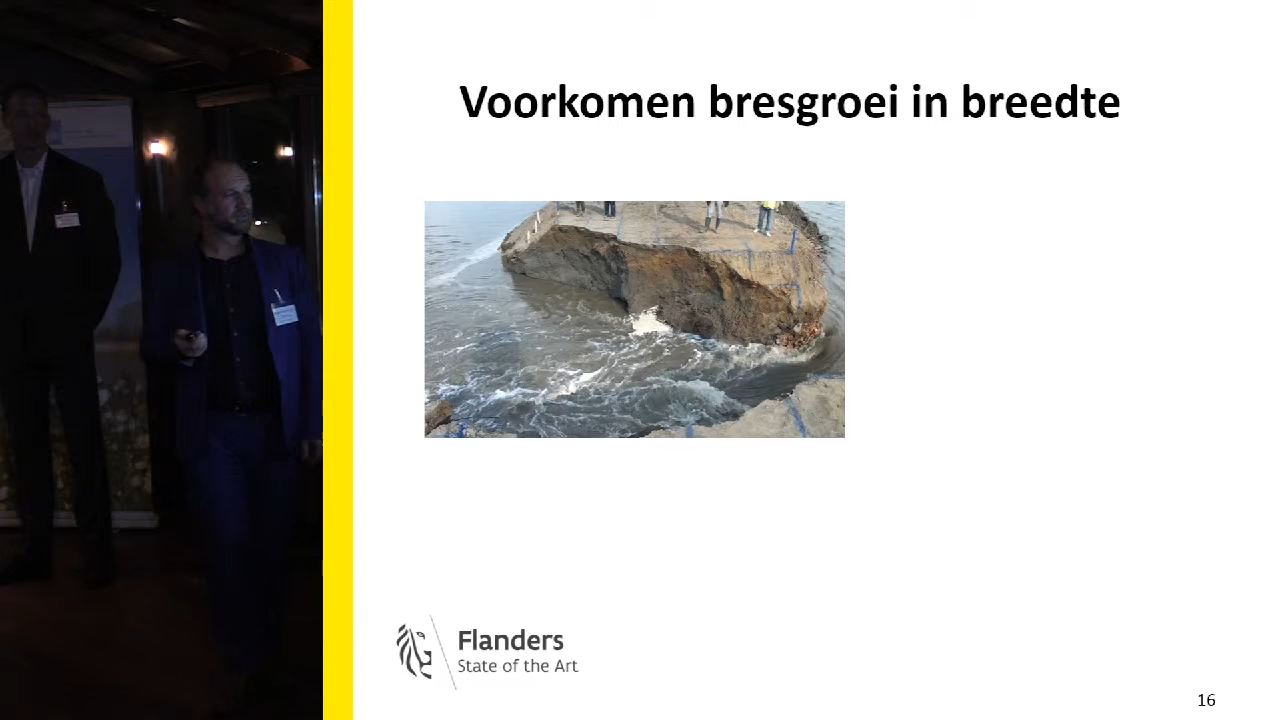 Voorkomen bresgroei in breedte
Flanders
State of the Art
16